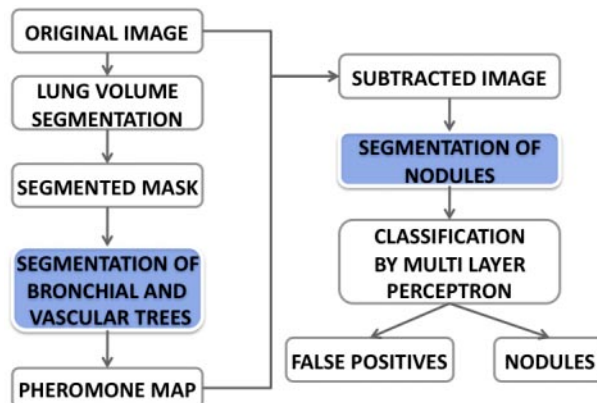 ORIGINAL IMAGE
LUNG VOLUME
SEGMENTATION
SEGMENTED MASK
SEGMENTATION OF
BRONCHIAL AND
VASCULAR TREES
PHEROMONE MAP
SUBTRACTED IMAGE
SEGMENTATION OF
NODULES
CLASSIFICATION
BY MULTI LAYER
PERCEPTRON
FALSE POSITIVES
NODULES